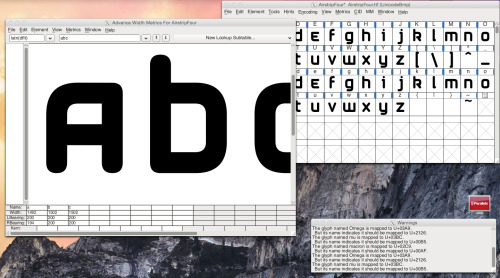 Advance Width Metrics For AirstripFour
File Edit Element View Metrics Window Help
latn{dflt} abc New Lookup Subtable...
Abc
Name: a b c
Width: 1492 1502 1502
LBearing: 200 200 200
RBearing: 194 200 200
Kern:
AirstripFour* AirstripFour.ttf (UnicodeBmp)
File Edit Element Tools Hints Encoding View Metrics CID MM Window Help
D E F G H I J K L M N O
d e f g h i j k l m n o
T U V W X Y Z [ \ ] ^ _
t u v w x y z [ \ ] ^ _
d e f g h i j k l m n o
d e f g h i j k l m n o
t u v w x y z { | } ~
t u v w x y z ~
Parallels
Warnings
The glyph named Omega is mapped to U+03A9.
But its name indicates it should be mapped to U+2126.
The glyph named mu is mapped to U+03BC.
But its name indicates it should be mapped to U+00B5.
The glyph named macron is mapped to U+02C9.
But its name indicates it should be mapped to U+00AF.
The glyph named Omega is mapped to U+03A9.
But its name indicates it should be mapped to U+2126.
The glyph named mu is mapped to U+03BC.
But its name indicates it should be mapped to U+00B5.